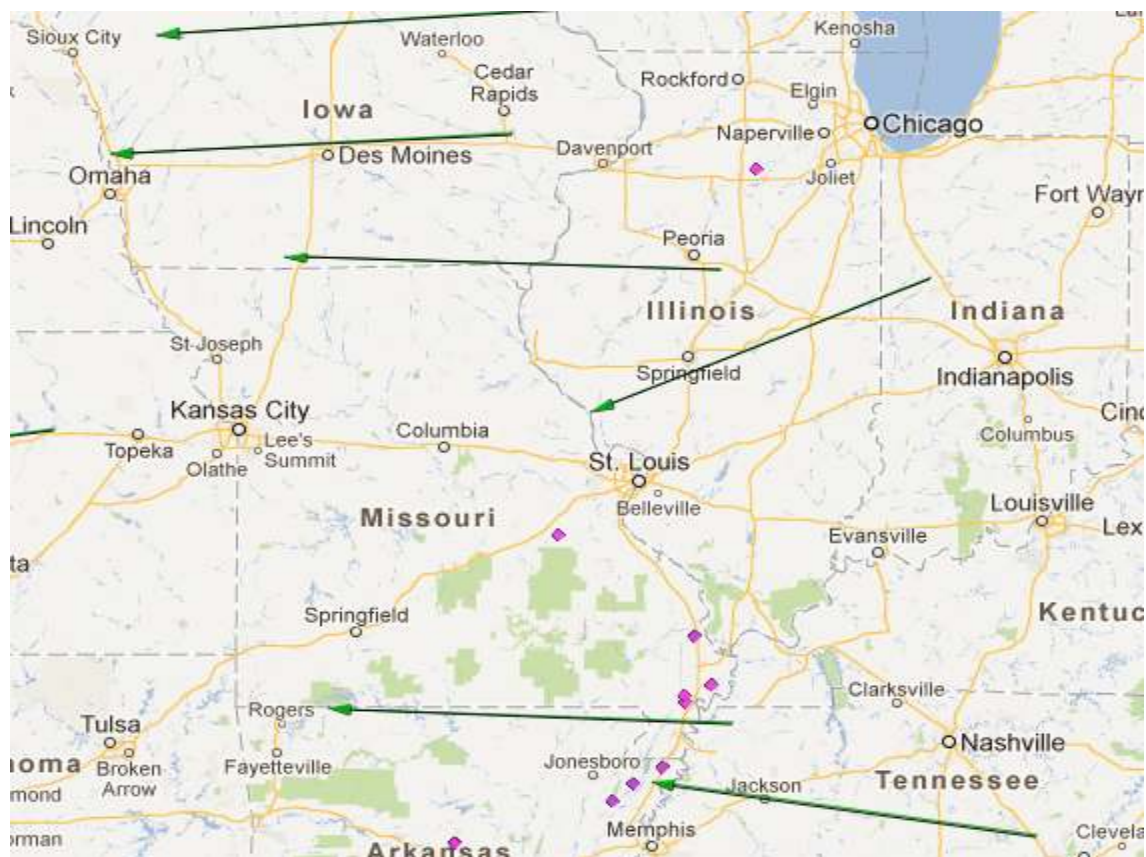 Sioux City
Waterloo
Kenosha
Cedar
Rapids
Rockford
Elgin
Iowa
Naperville
Chicago
Davenport
Des Moines
Joliet
Omaha
Fort Wayr
Lincoln
Peoria
Illinois
Indiana
St Joseph
Springfield
Indianapolis
Kansas City
Columbia
Columbus
Cinc
Topeka
Olathe
Lee's
Summit
St. Louis
Belleville
Louisville
Missouri
Evansville
Lex
ta
Springfield
Kentuc
Clarksville
Rogers
Tulsa
Nashville
Broken
Arrow
Fayetteville
Jonesboro
Jackson
Tennessee
homa
mond
Memphis
Clevela
orman
Arkansas